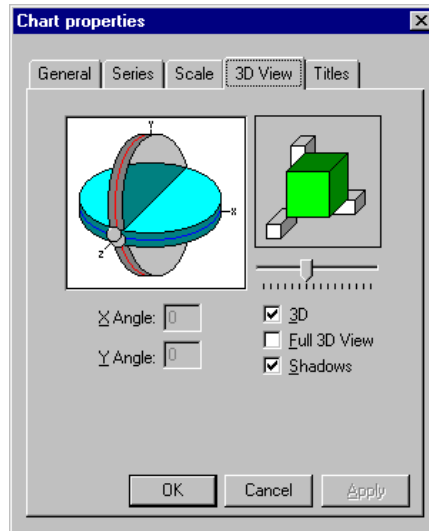 Chart properties
General Series Scale 3D View Titles
Y
X
Z
X Angle: 0
Y Angle: 0
3D
Full 3D View
Shadows
OK Cancel Apply